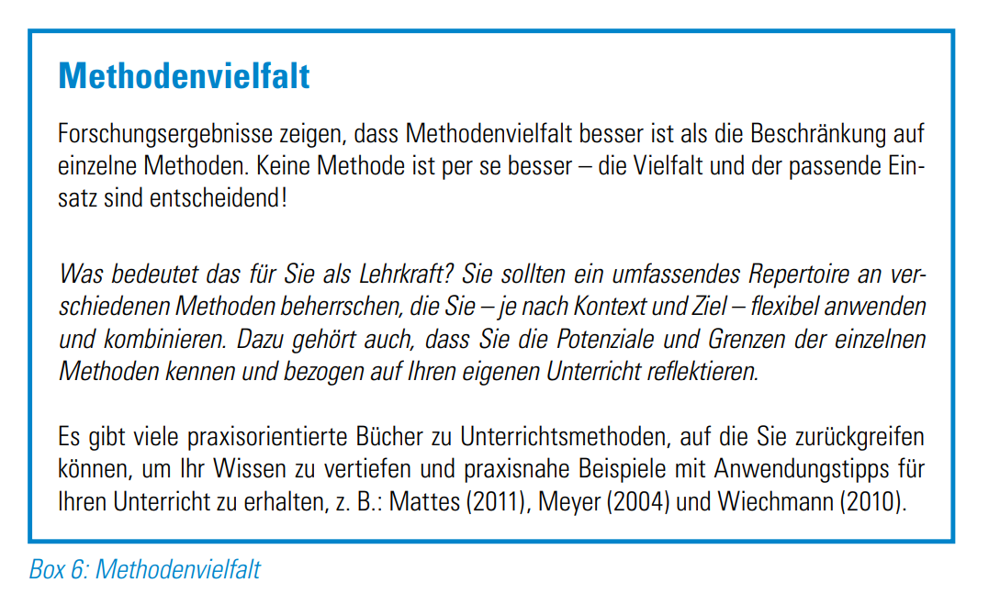 Methodenvielfalt
Forschungsergebnisse zeigen, dass Methodenvielfalt besser ist als die Beschränkung auf
einzelne Methoden. Keine Methode ist per se besser – die Vielfalt und der passende Ein-
satz sind entscheidend!
Was bedeutet das für Sie als Lehrkraft? Sie sollten ein umfassendes Repertoire an ver-
schiedenen Methoden beherrschen, die Sie – je nach Kontext und Ziel – flexibel anwenden
und kombinieren. Dazu gehört auch, dass Sie die Potenziale und Grenzen der einzelnen
Methoden kennen und bezogen auf Ihren eigenen Unterricht reflektieren.
Es gibt viele praxisorientierte Bücher zu Unterrichtsmethoden, auf die Sie zurückgreifen
können, um Ihr Wissen zu vertiefen und praxisnahe Beispiele mit Anwendungstipps für
Ihren Unterricht zu erhalten, z. B.: Mattes (2011), Meyer (2004) und Wiechmann (2010).
Box 6: Methodenvielfalt